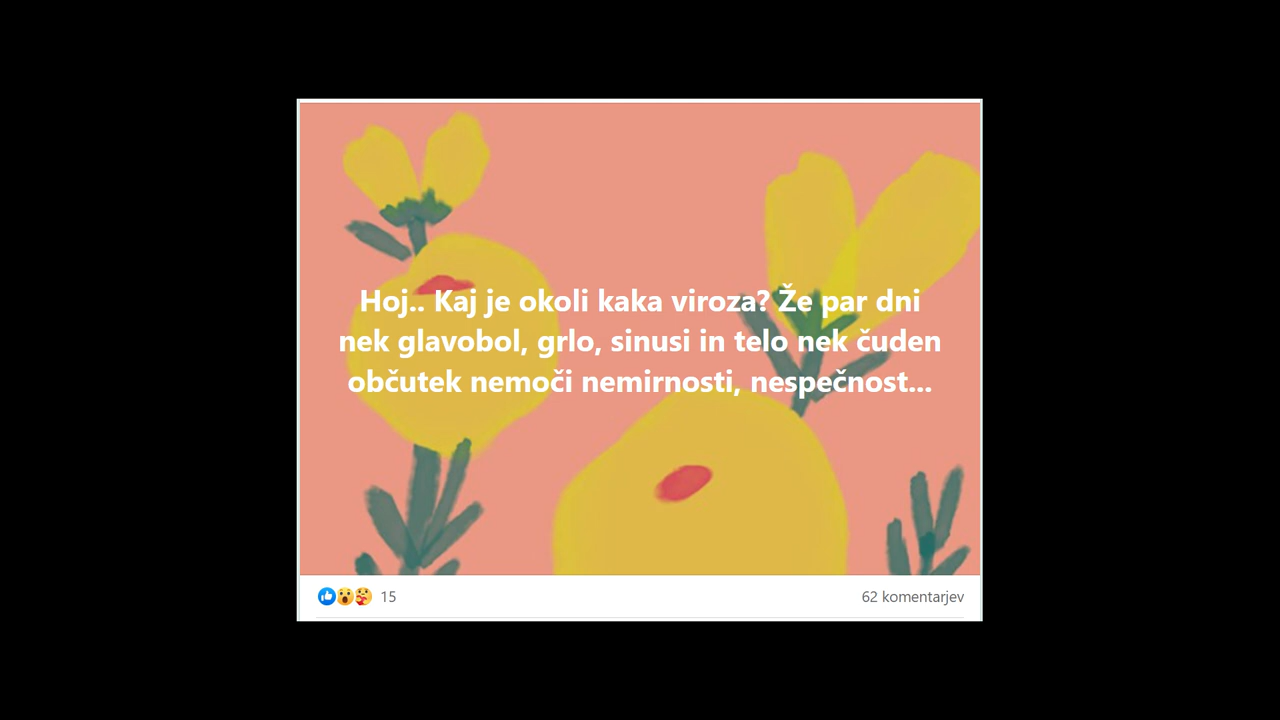 Hoj.. Kaj je okoli kaka viroza? Že par dni
nek glavobol, grlo, sinusi in telo nek čuden
občutek nemoči nemirnosti, nespečnost...
15
62 komentarjev